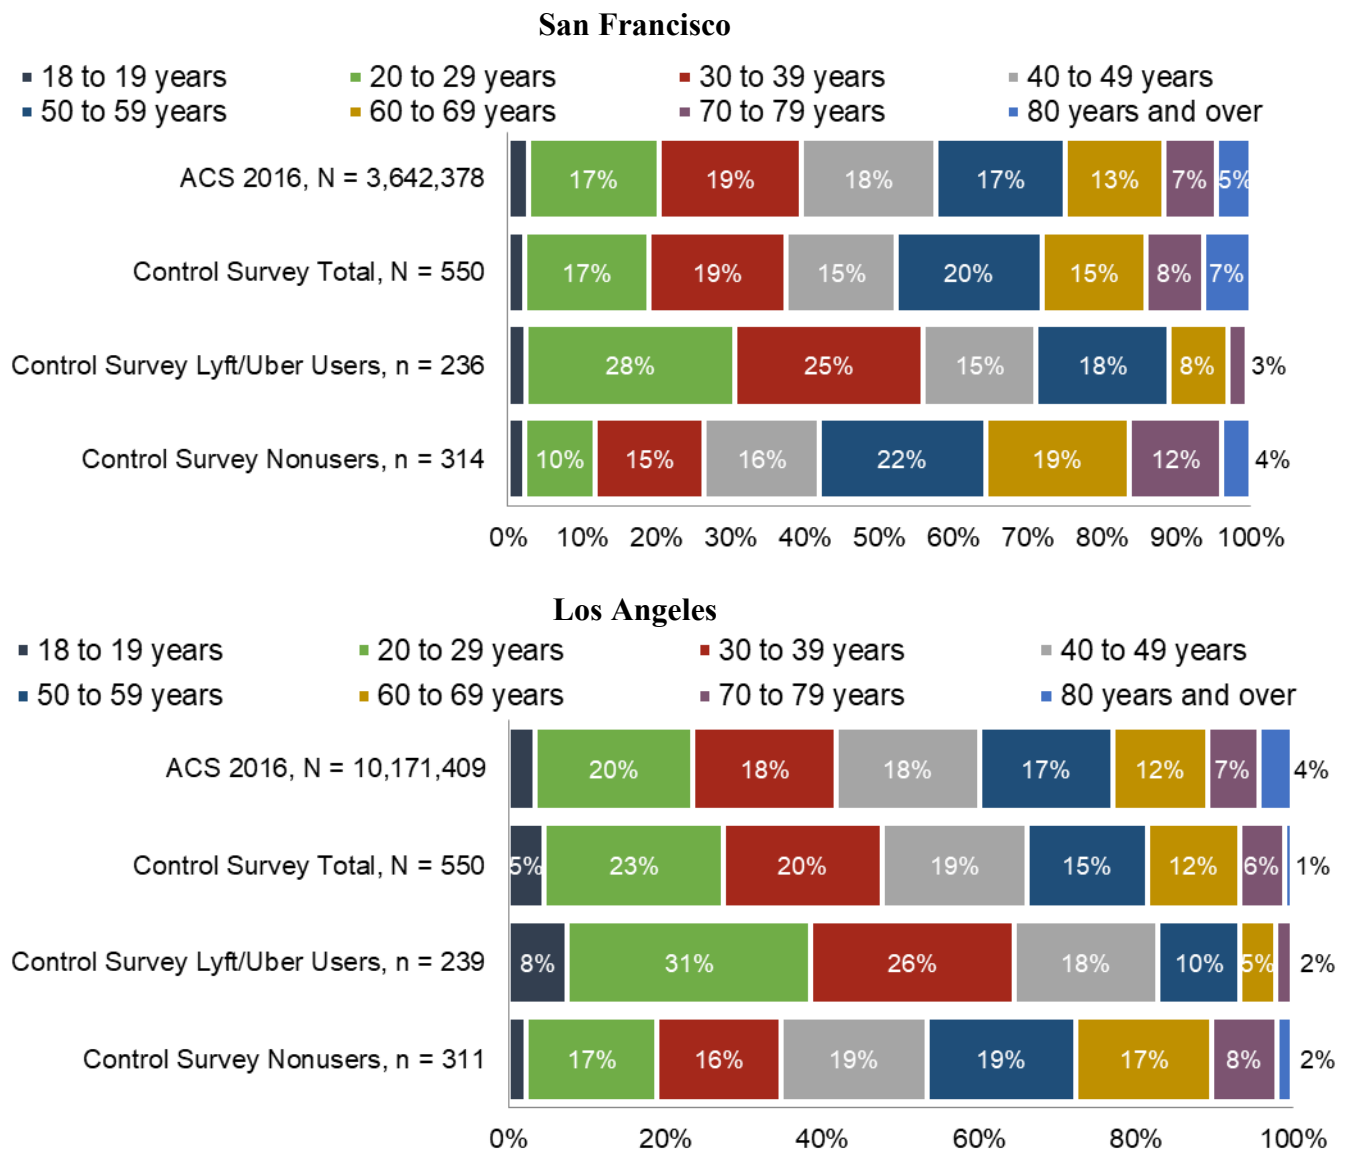 San Francisco
18 to 19 years 20 to 29 years 30 to 39 years 40 to 49 years
50 to 59 years 60 to 69 years 70 to 79 years 80 years and over
ACS 2016, N = 3,642,378 17% 19% 18% 17% 13% 7% 5%
Control Survey Total, N = 550 17% 19% 15% 20% 15% 8% 7%
Control Survey Lyft/Uber Users, n = 236 28% 25% 15% 18% 8% 3%
Control Survey Nonusers, n = 314 10% 15% 16% 22% 19% 12% 4%
0% 10% 20% 30% 40% 50% 60% 70% 80% 90% 100%
Los Angeles
18 to 19 years 20 to 29 years 30 to 39 years 40 to 49 years
50 to 59 years 60 to 69 years 70 to 79 years 80 years and over
ACS 2016, N = 10,171,409 20% 18% 18% 17% 12% 7% 4%
Control Survey Total, N = 550 5% 23% 20% 19% 15% 12% 6% 1%
Control Survey Lyft/Uber Users, n = 239 8% 31% 26% 18% 10% 5% 2%
Control Survey Nonusers, n = 311 17% 16% 19% 19% 17% 8% 2%
0% 20% 40% 60% 80% 100%